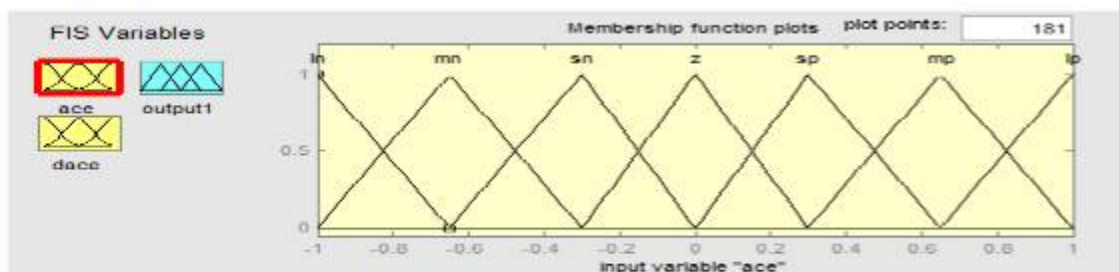 FIS Variables
Membership function plots
plot points:
181
ace
output1
dace
ln mn sn z sp mp lp
1
0.5
0
-1 -0.8 -0.6 -0.4 -0.2 0 0.2 0.4 0.6 0.8 1
input variable "ace"